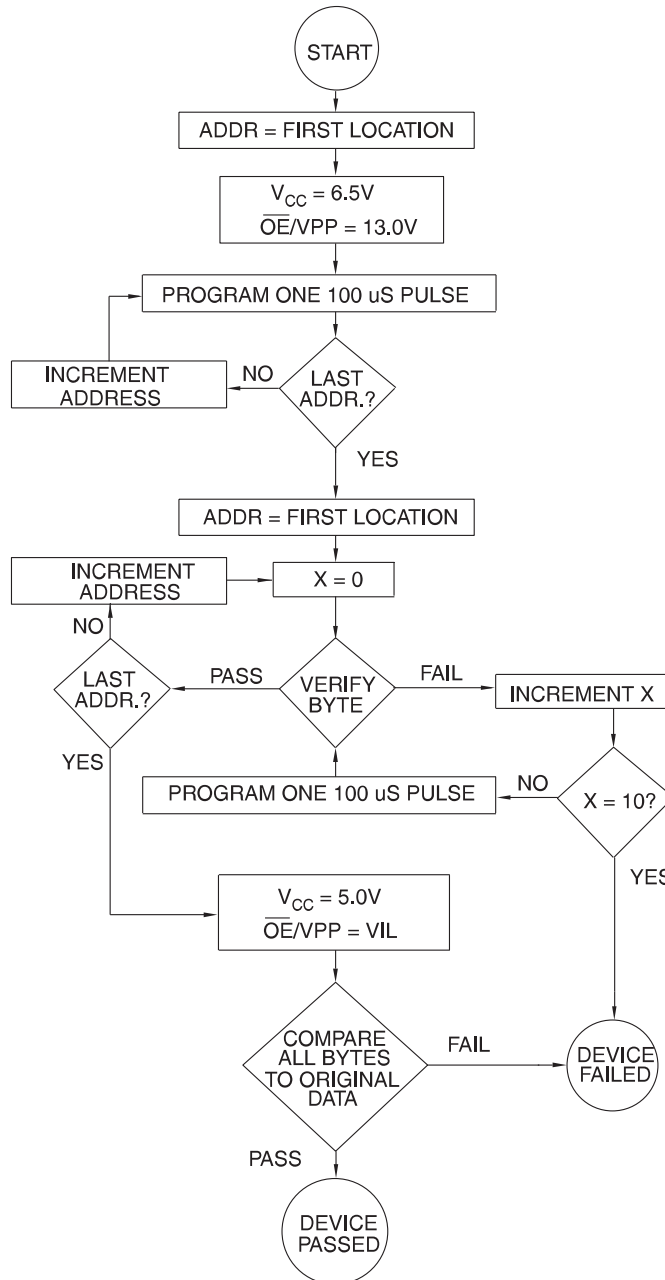 START
ADDR = FIRST LOCATION
V_CC = 6.5V
O̅E̅/VPP = 13.0V
PROGRAM ONE 100 uS PULSE
INCREMENT
ADDRESS
NO
LAST
ADDR.?
YES
ADDR = FIRST LOCATION
INCREMENT
ADDRESS
X = 0
NO
LAST
ADDR.?
PASS
VERIFY
BYTE
FAIL
INCREMENT X
YES
PROGRAM ONE 100 uS PULSE
NO
X = 10?
YES
V_CC = 5.0V
O̅E̅/VPP = VIL
COMPARE
ALL BYTES
TO ORIGINAL
DATA
FAIL
DEVICE
FAILED
PASS
DEVICE
PASSED